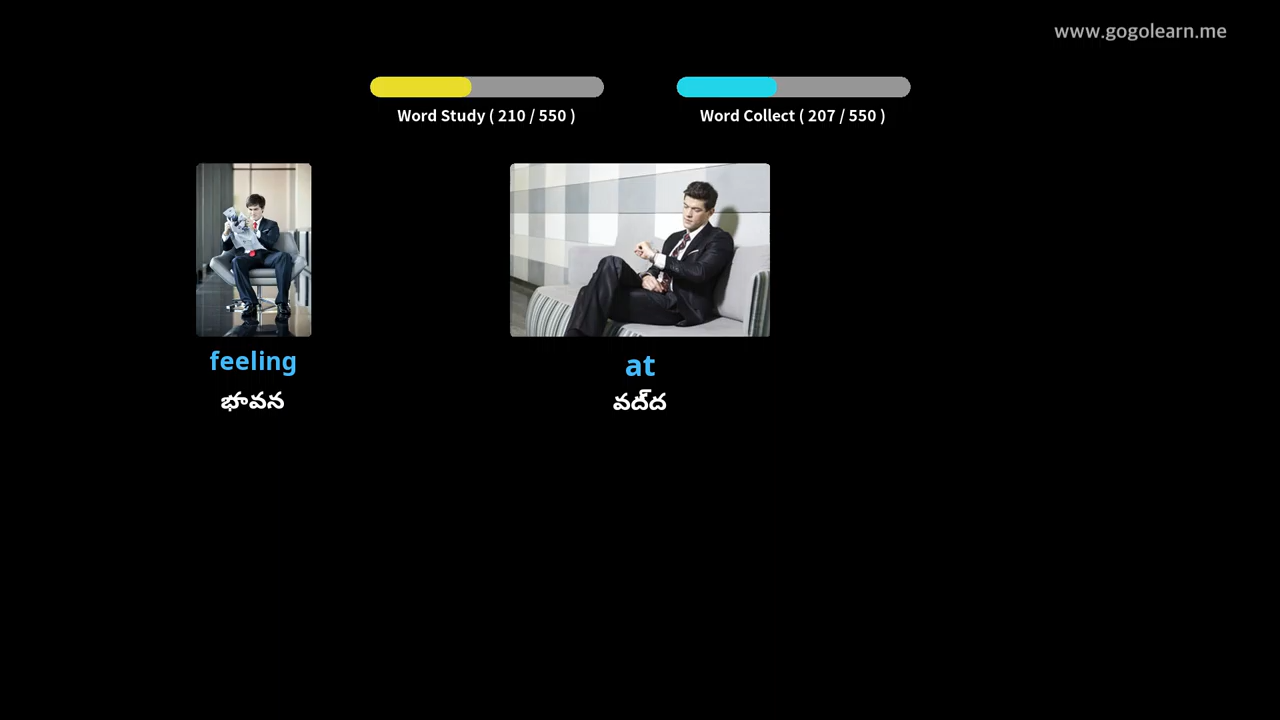 www.gogolearn.me
Word Study ( 210 / 550 )
Word Collect ( 207 / 550 )
feeling
at
భావన
వద్ద